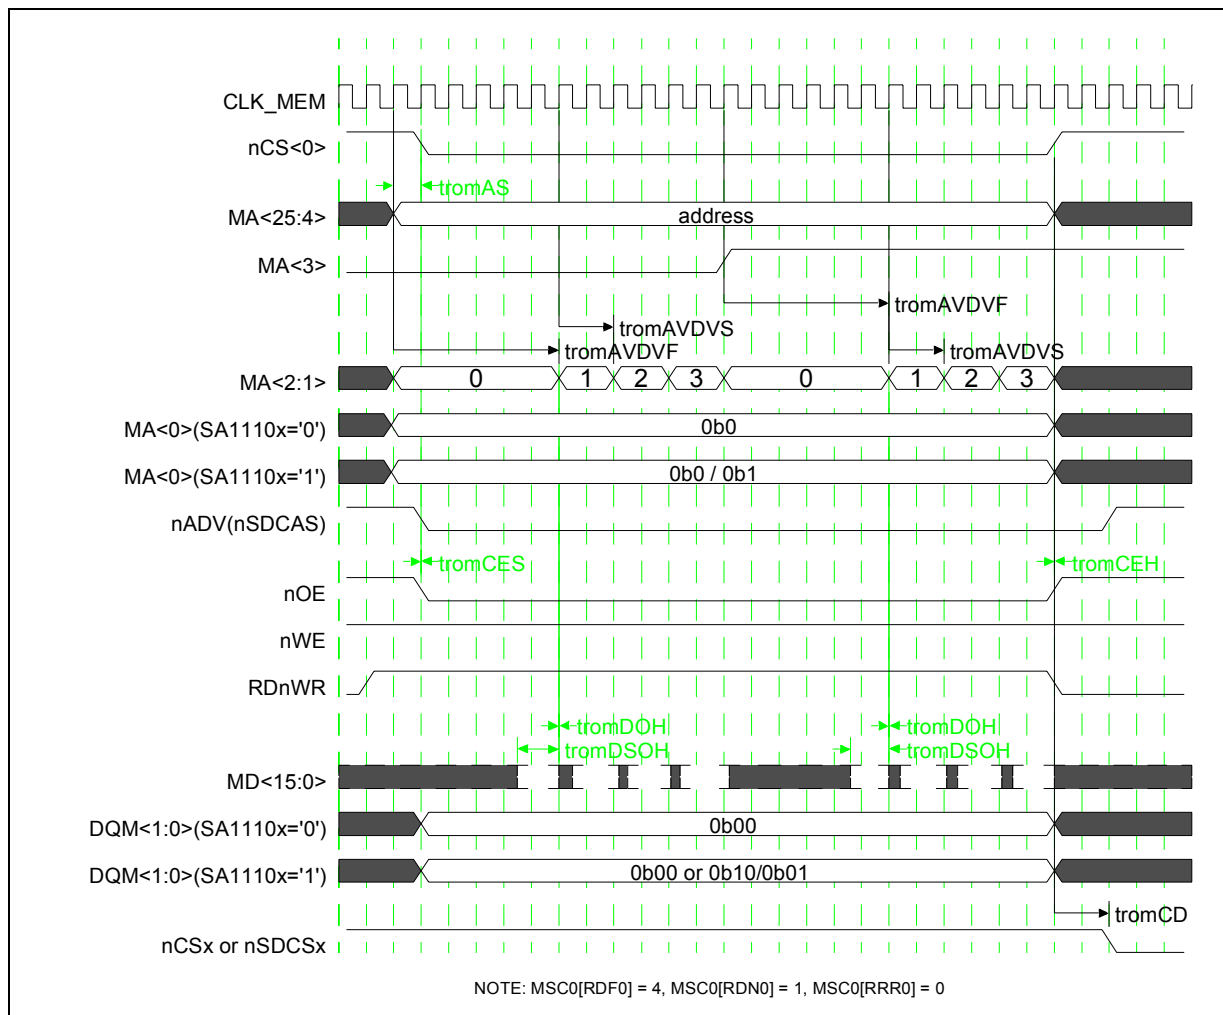 CLK_MEM
nCS<0>
tromAS
MA<25:4>
address
MA<3>
tromAVDVF
tromAVDVS
tromAVDVF
tromAVDVS
MA<2:1>
0 1 2 3 0 1 2 3
MA<0>(SA1110x='0')
0b0
MA<0>(SA1110x='1')
0b0 / 0b1
nADV(nSDCAS)
tromCES
tromCEH
nOE
nWE
RDnWR
tromDOH
tromDOH
tromDSOH
tromDSOH
MD<15:0>
DQM<1:0>(SA1110x='0')
0b00
DQM<1:0>(SA1110x='1')
0b00 or 0b10/0b01
tromCD
nCSx or nSDCSx
NOTE: MSC0[RDF0] = 4, MSC0[RDN0] = 1, MSC0[RRR0] = 0